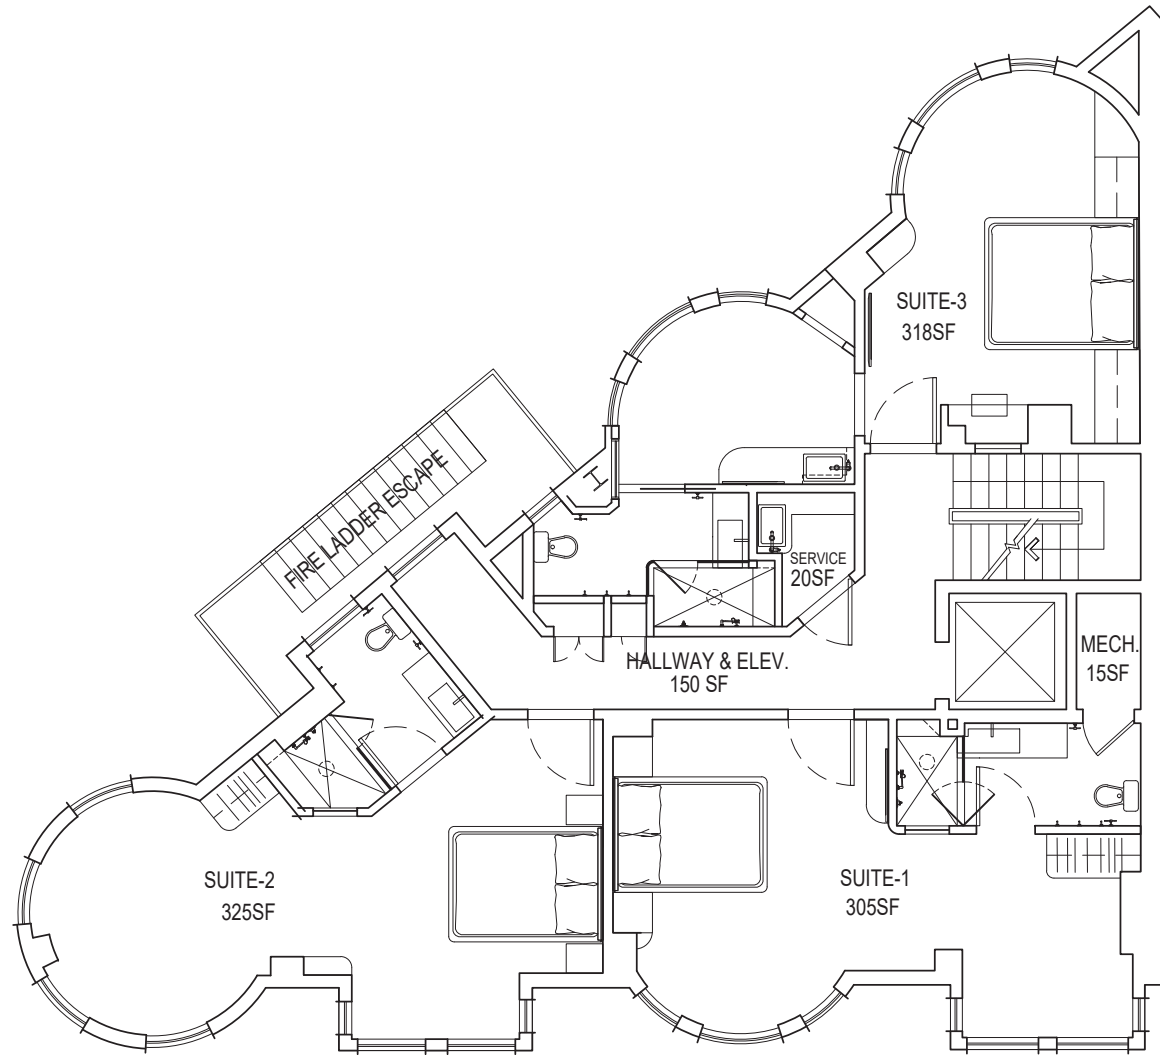 SUITE-3
318SF
FIRE LADDER ESCAPE
SERVICE
20SF
HALLWAY & ELEV.
150 SF
MECH.
15SF
SUITE-2
325SF
SUITE-1
305SF